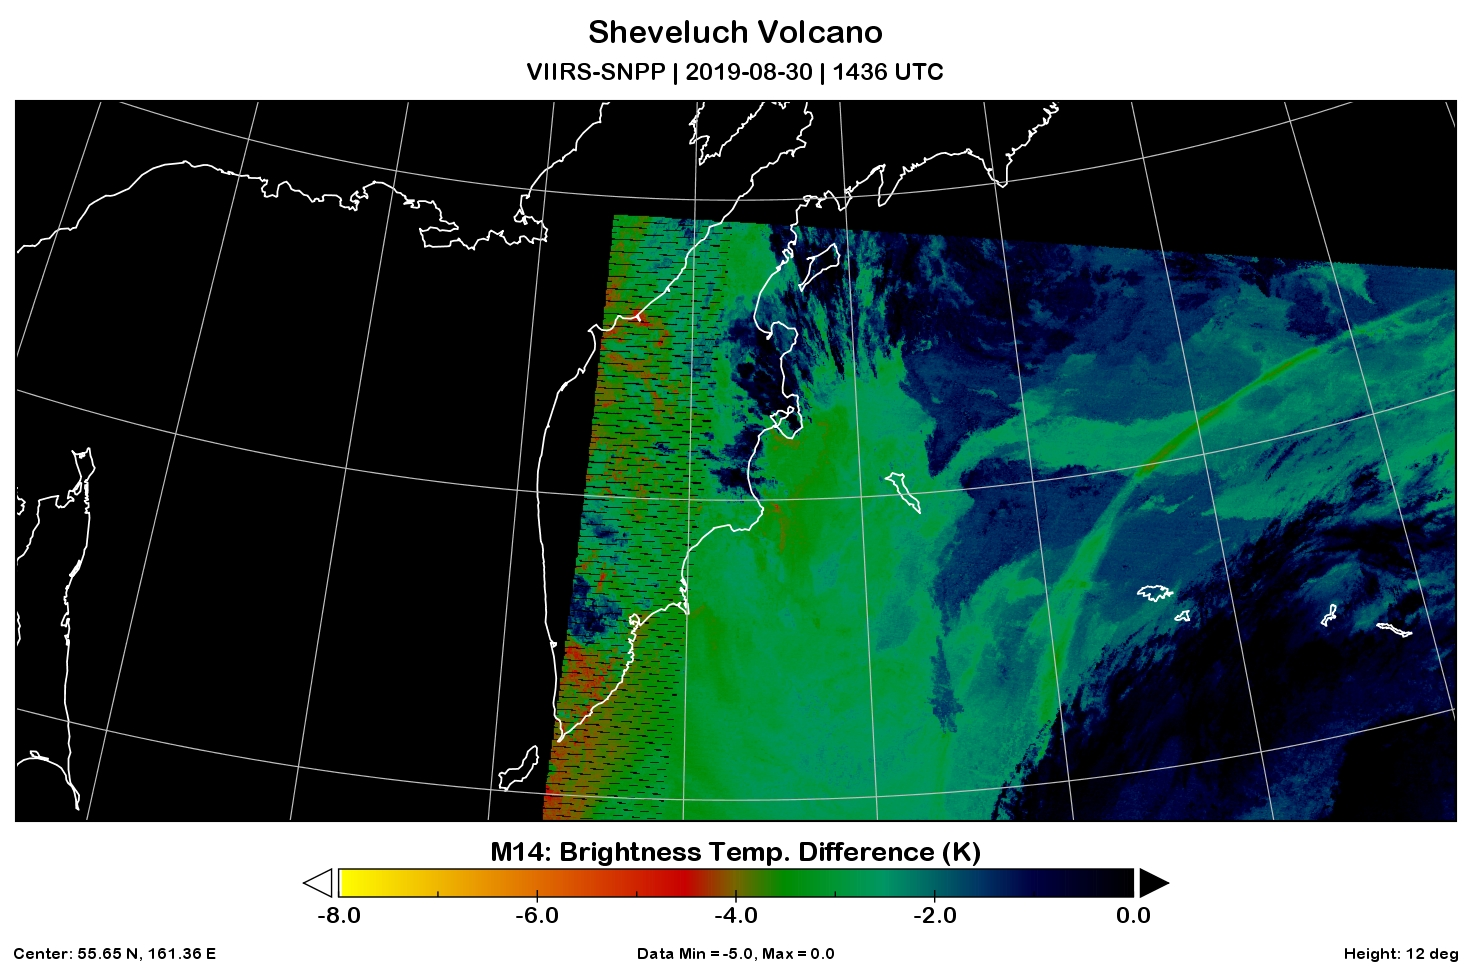 Sheveluch Volcano
VIIRS-SNPP | 2019-08-30 | 1436 UTC
M14: Brightness Temp. Difference (K)
-8.0 -6.0 -4.0 -2.0 0.0
Center: 55.65 N, 161.36 E Data Min = -5.0, Max = 0.0 Height: 12 deg